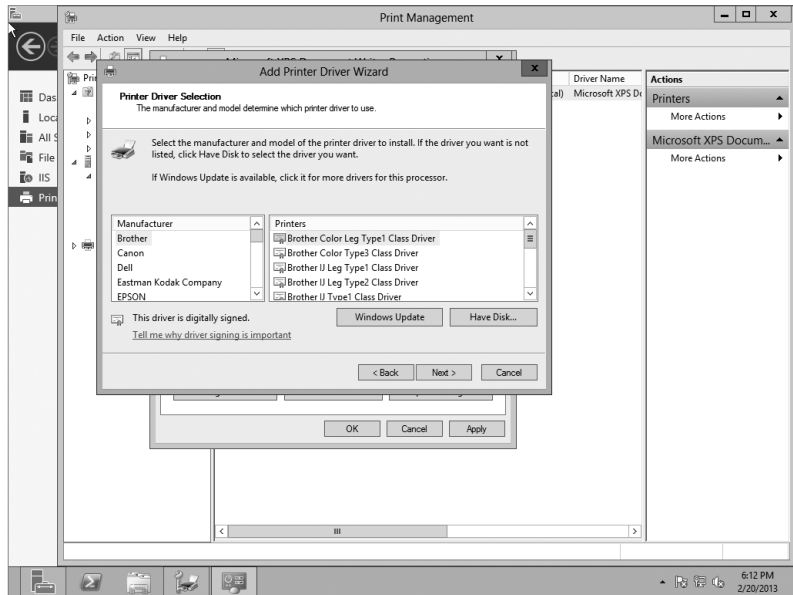 Print Management
File Action View Help
Add Printer Driver Wizard
Printer Driver Selection
The manufacturer and model determine which printer driver to use.
Select the manufacturer and model of the printer driver to install. If the driver you want is not
listed, click Have Disk to select the driver you want.
If Windows Update is available, click it for more drivers for this processor.
Manufacturer
Brother
Canon
Dell
Eastman Kodak Company
EPSON
Printers
Brother Color Leg Type1 Class Driver
Brother Color Type3 Class Driver
Brother IJ Leg Type1 Class Driver
Brother IJ Leg Type2 Class Driver
Brother IJ Type1 Class Driver
This driver is digitally signed.
Tell me why driver signing is important
Windows Update
Have Disk...
< Back
Next >
Cancel
OK
Cancel
Apply
Das
Loca
All S
File
IIS
Prin
Prin
Driver Name
cal) Microsoft XPS Do
Actions
Printers
More Actions
Microsoft XPS Docum...
More Actions
6:12 PM
2/20/2013